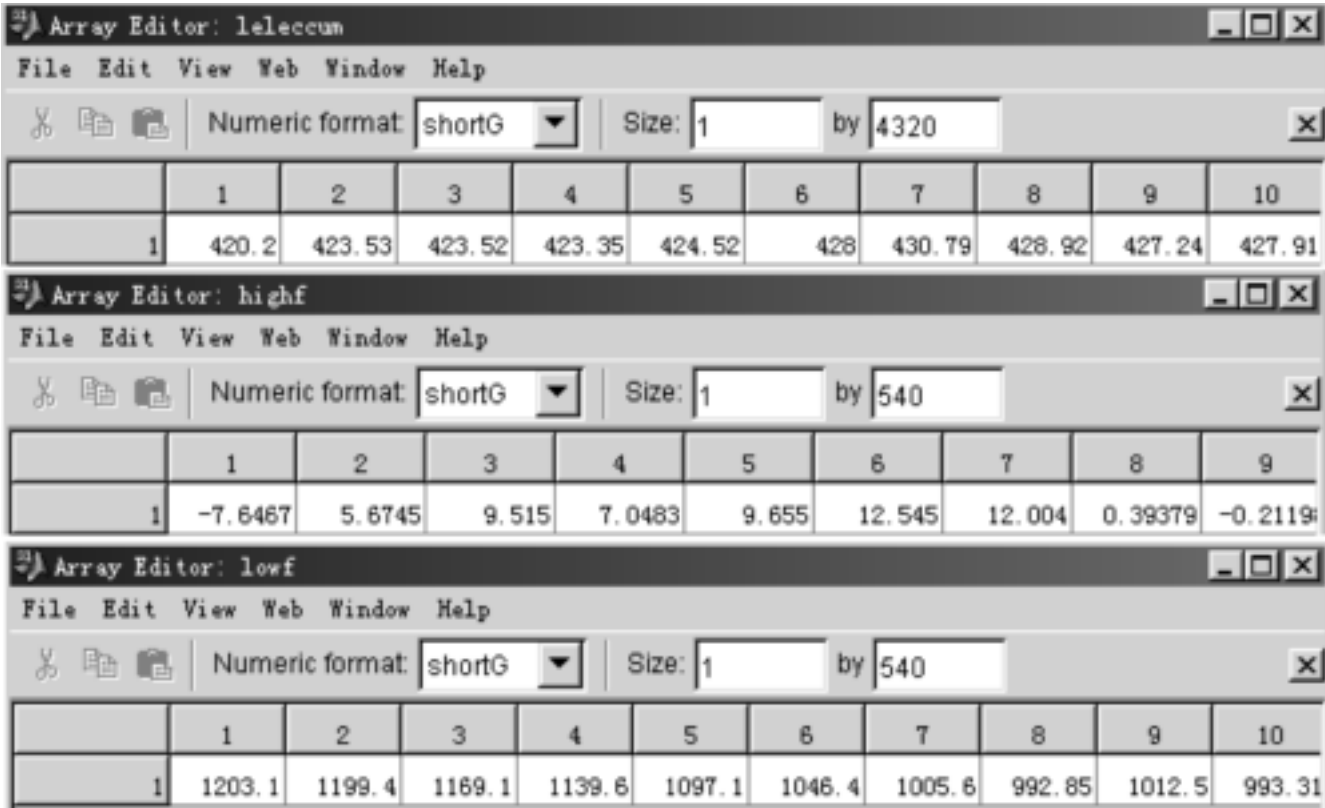 Array Editor: leleccum
File Edit View Web Window Help
Numeric format: shortG Size: 1 by 4320
1 2 3 4 5 6 7 8 9 10
1 420.2 423.53 423.52 423.35 424.52 428 430.79 428.92 427.24 427.91
Array Editor: highf
File Edit View Web Window Help
Numeric format: shortG Size: 1 by 540
1 2 3 4 5 6 7 8 9
1 -7.6467 5.6745 9.515 7.0483 9.655 12.545 12.004 0.39379 -0.2119
Array Editor: lowf
File Edit View Web Window Help
Numeric format: shortG Size: 1 by 540
1 2 3 4 5 6 7 8 9 10
1 1203.1 1199.4 1169.1 1139.6 1097.1 1046.4 1005.6 992.85 1012.5 993.31